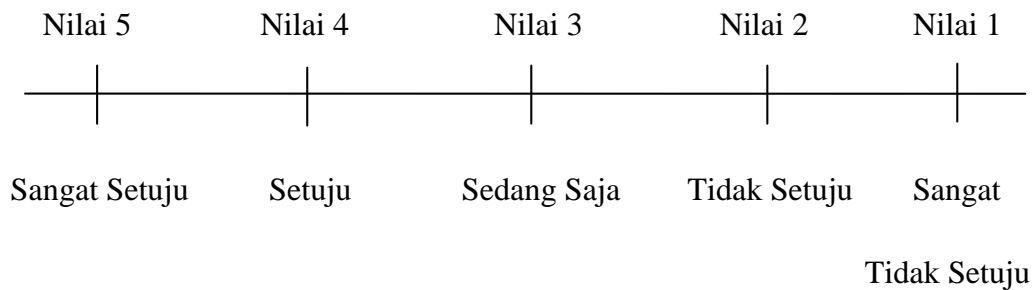 Nilai 5 Nilai 4 Nilai 3 Nilai 2 Nilai 1
Sangat Setuju Setuju Sedang Saja Tidak Setuju Sangat
Tidak Setuju